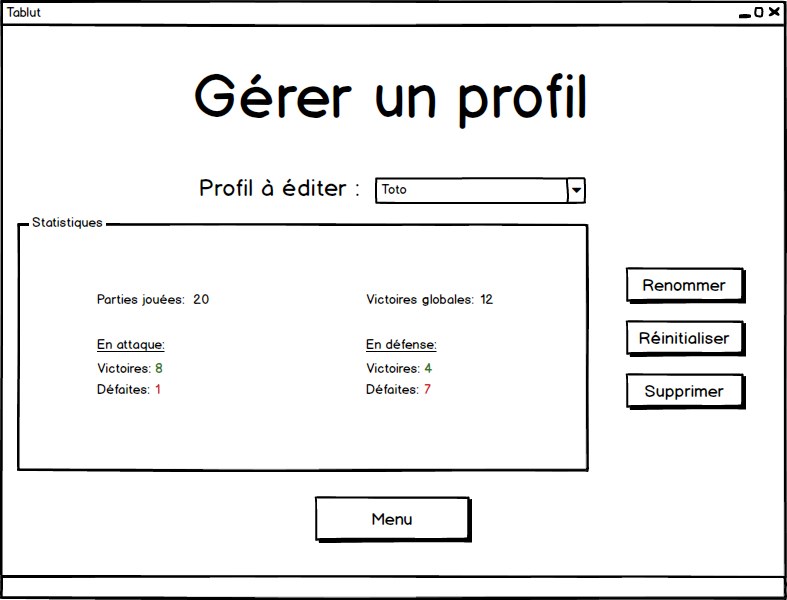 Tablut
Gérer un profil
Profil à éditer : Toto
Statistiques
Parties jouées: 20 Victoires globales: 12
En attaque: En défense:
Victoires: 8 Victoires: 4
Défaites: 1 Défaites: 7
Renommer
Réinitialiser
Supprimer
Menu